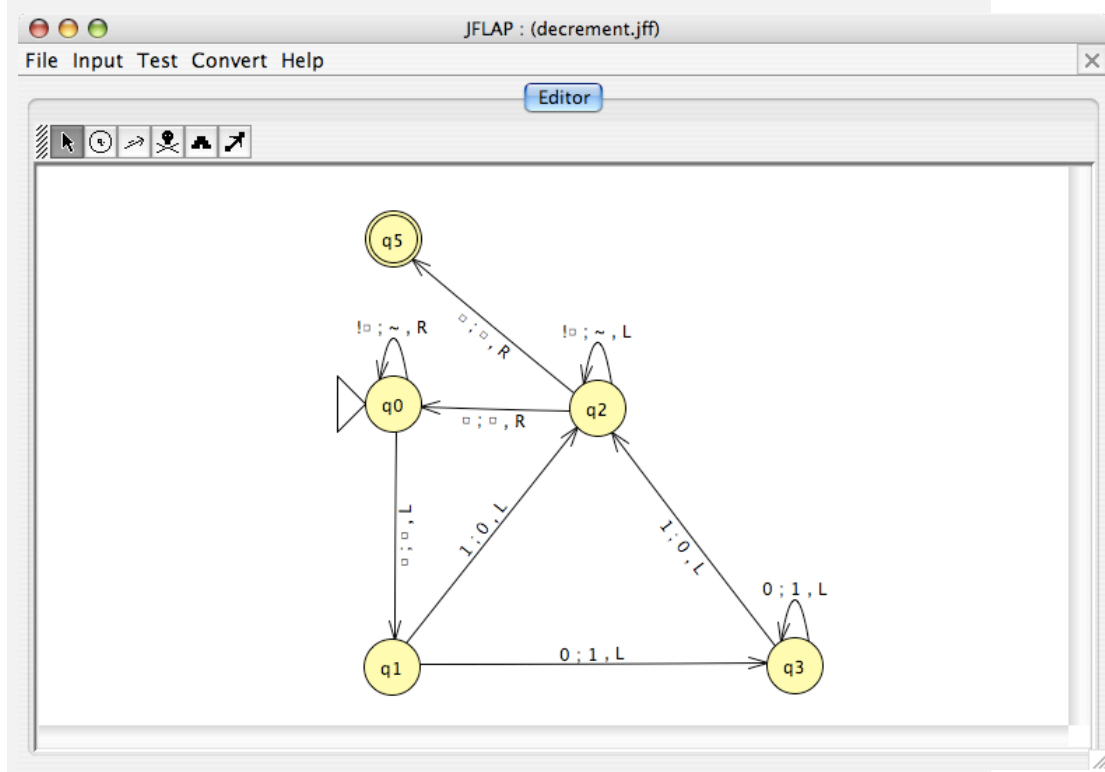 JFLAP : (decrement.jff)
File Input Test Convert Help
Editor
q5
□ ; □ , R
!□ ; ~ , R
!□ ; ~ , L
q0
q2
□ ; □ , R
□ ; □ , L
1 ; 0 , L
1 ; 0 , L
0 ; 1 , L
0 ; 1 , L
q1
q3